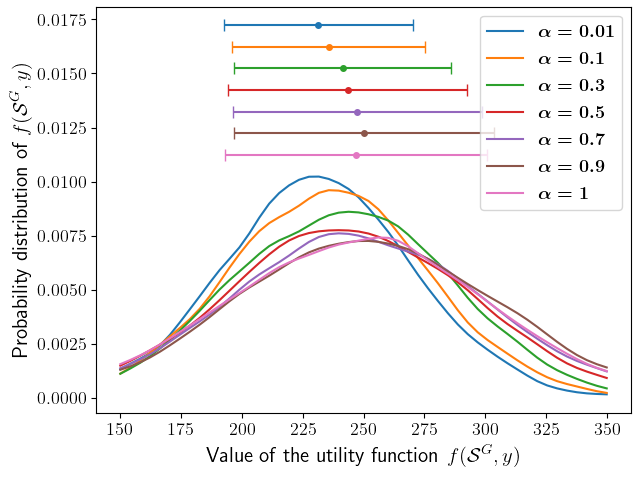 Probability distribution of f(𝒮^G, y)
0.0175
0.0150
0.0125
0.0100
0.0075
0.0050
0.0025
0.0000
α = 0.01
α = 0.1
α = 0.3
α = 0.5
α = 0.7
α = 0.9
α = 1
150 175 200 225 250 275 300 325 350
Value of the utility function f(𝒮^G, y)